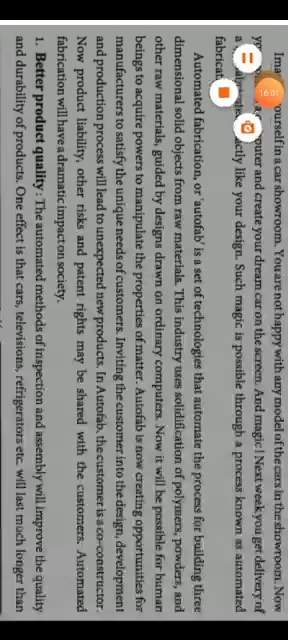 Ima ourself in a car showroom. You are not happy with any model of the cars in the showroom. Now
yo puter and create your dream car on the screen. And magic ! Next week you get delivery of
a exactly like your design. Such magic is possible through a process known as automated
fabricati
Automated fabrication, or 'autofab' is a set of technologies that automate the process for building three
dimensional solid objects from raw materials. This industry uses solidification of polymers, powders, and
other raw materials, guided by designs drawn on ordinary computers. Now it will be possible for human
beings to acquire powers to manipulate the properties of matter. Autofab is now creating opportunities for
manufacturers to satisfy the unique needs of customers. Inviting the customer into the design, development
and production process will lead to unexpected new products. In Autofab, the customer is a co-constructor.
Now product liability, other risks and patent rights may be shared with the customers. Automated
fabrication will have a dramatic impact on society.
1. Better product quality : The automated methods of inspection and assembly will improve the quality
and durability of products. One effect is that cars, televisions, refrigerators etc. will last much longer than
16:01